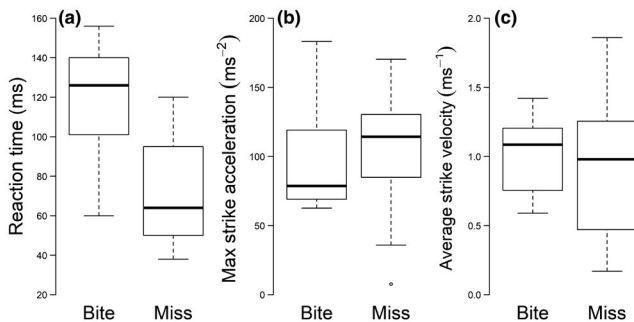 (a)
Reaction time (ms)
160
140
120
100
80
60
40
20
Bite Miss
(b)
Max strike acceleration (ms⁻²)
200
150
100
50
0
Bite Miss
(c)
Average strike velocity (ms⁻¹)
2.0
1.5
1.0
0.5
0.0
Bite Miss